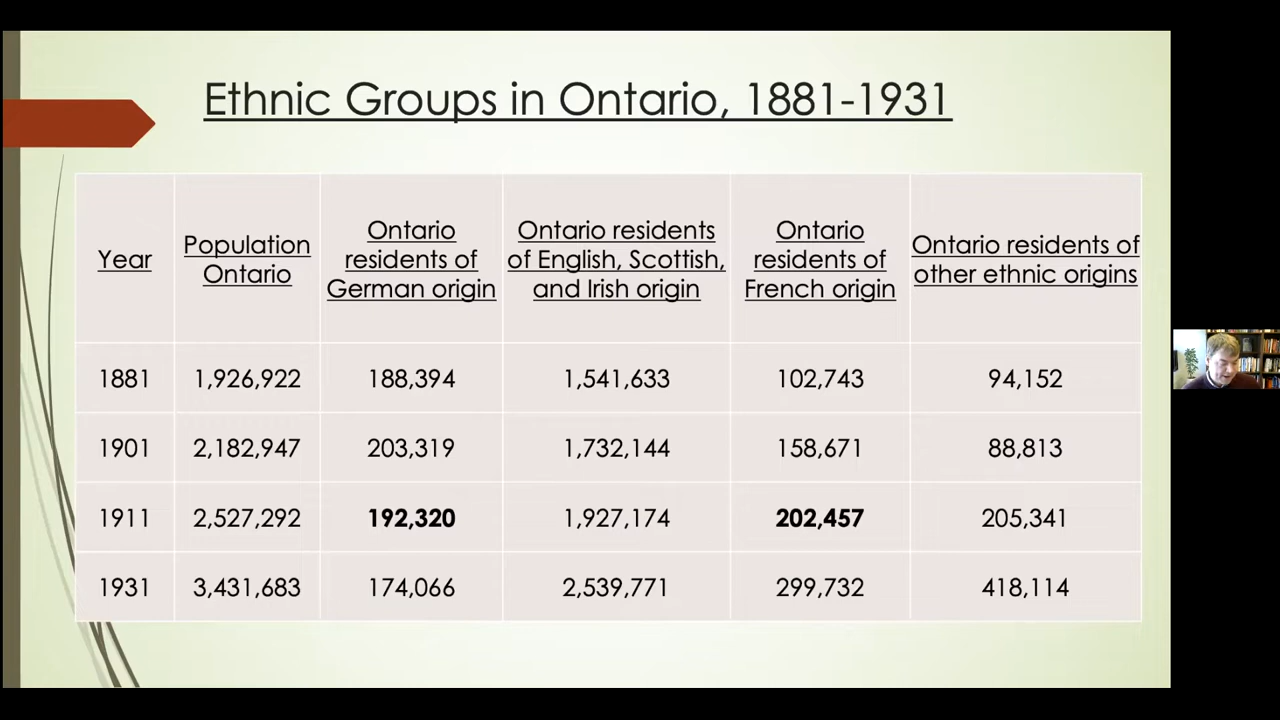 Ethnic Groups in Ontario, 1881-1931
Year
Population
Ontario
Ontario
residents of
German origin
Ontario residents
of English, Scottish,
and Irish origin
Ontario
residents of
French origin
Ontario residents of
other ethnic origins
1881 1,926,922 188,394 1,541,633 102,743 94,152
1901 2,182,947 203,319 1,732,144 158,671 88,813
1911 2,527,292 192,320 1,927,174 202,457 205,341
1931 3,431,683 174,066 2,539,771 299,732 418,114